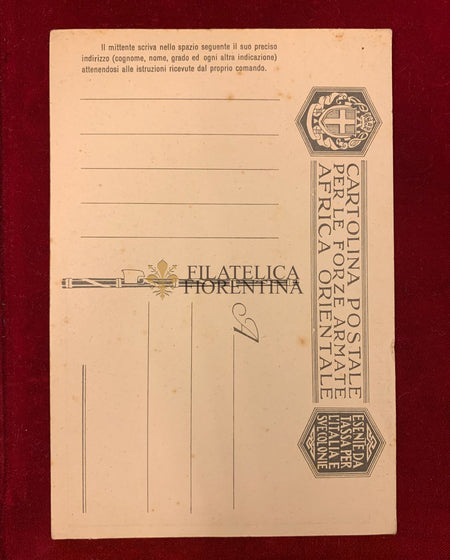 Il mittente scriva nello spazio seguente il suo preciso
indirizzo (cognome, nome, grado ed ogni altra indicazione)
attenendosi alle istruzioni ricevute dal proprio comando.
CARTOLINA POSTALE
PER LE FORZE ARMATE
AFRICA ORIENTALE
FILATELICA
FIORENTINA
A
ESENTE DA
TASSA PER
L'ITALIA E
SVE COLONIE